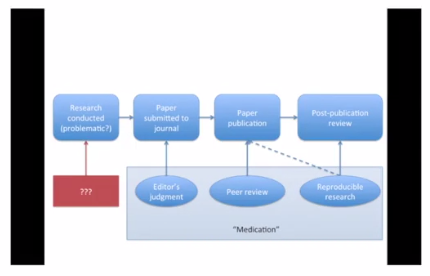 Research
conducted
(problematic?)
Paper
submitted to
journal
Paper
publication
Post-publication
review
???
Editor's
judgment
Peer review
Reproducible
research
"Medication"